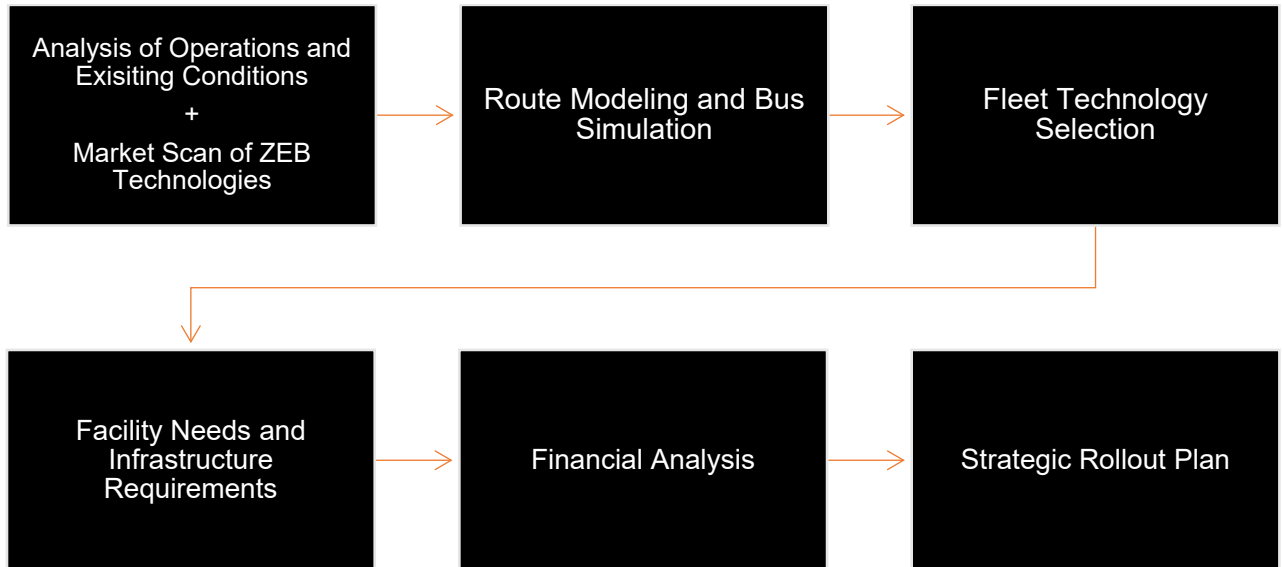 Analysis of Operations and
Exisiting Conditions
+
Market Scan of ZEB
Technologies
Route Modeling and Bus
Simulation
Fleet Technology
Selection
Facility Needs and
Infrastructure
Requirements
Financial Analysis
Strategic Rollout Plan